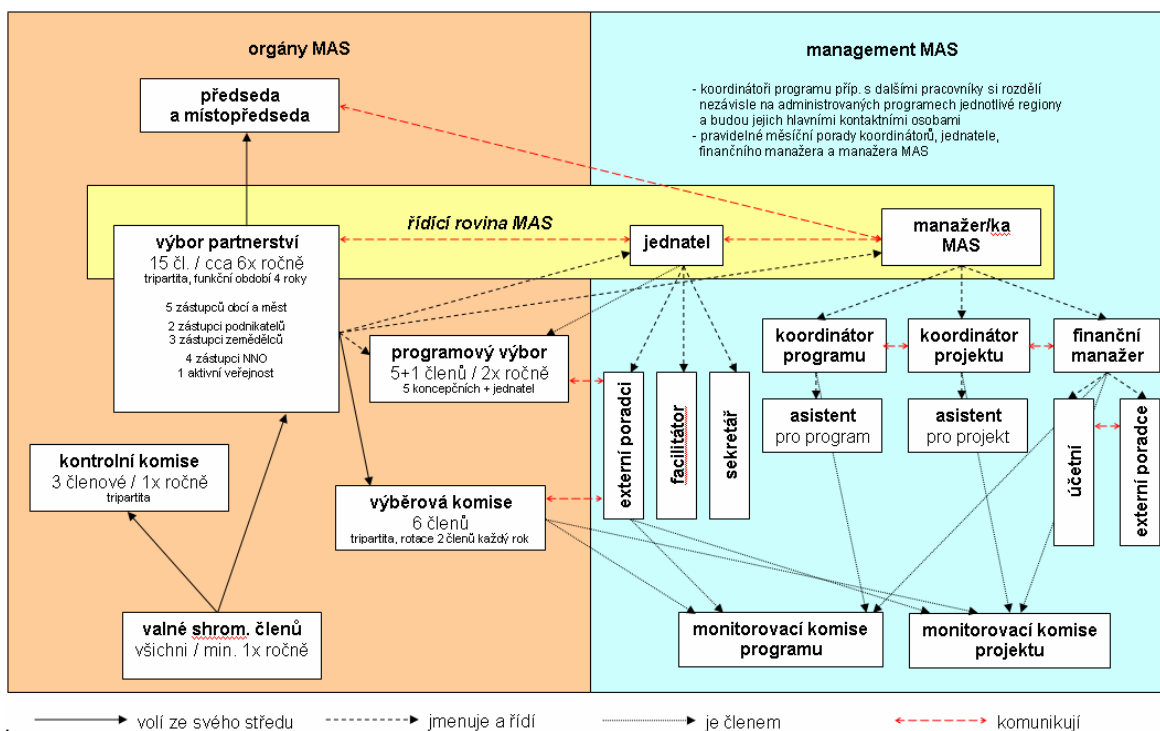 orgány MAS
management MAS
předseda
a místopředseda
- koordinátoři programu příp. s dalšími pracovníky si rozdělí
nezávisle na administrovaných programech jednotlivé regiony
a budou jejich hlavními kontaktními osobami
- pravidelné měsíční porady koordinátorů, jednatele,
finančního manažera a manažera MAS
řídící rovina MAS
výbor partnerství
15 čl. / cca 6x ročně
tripartita, funkční období 4 roky
5 zástupců obcí a měst
2 zástupci podnikatelů
3 zástupci zemědělců
4 zástupci NNO
1 aktivní veřejnost
jednatel
manažer/ka
MAS
programový výbor
5+1 členů / 2x ročně
5 koncepčních + jednatel
koordinátor
programu
koordinátor
projektu
finanční
manažer
externí poradci
facilitátor
sekretář
asistent
pro program
asistent
pro projekt
účetní
externí poradce
kontrolní komise
3 členové / 1x ročně
tripartita
výběrová komise
6 členů
tripartita, rotace 2 členů každý rok
valné shrom. členů
všichni / min. 1x ročně
monitorovací komise
programu
monitorovací komise
projektu
volí ze svého středu
jmenuje a řídí
je členem
komunikují